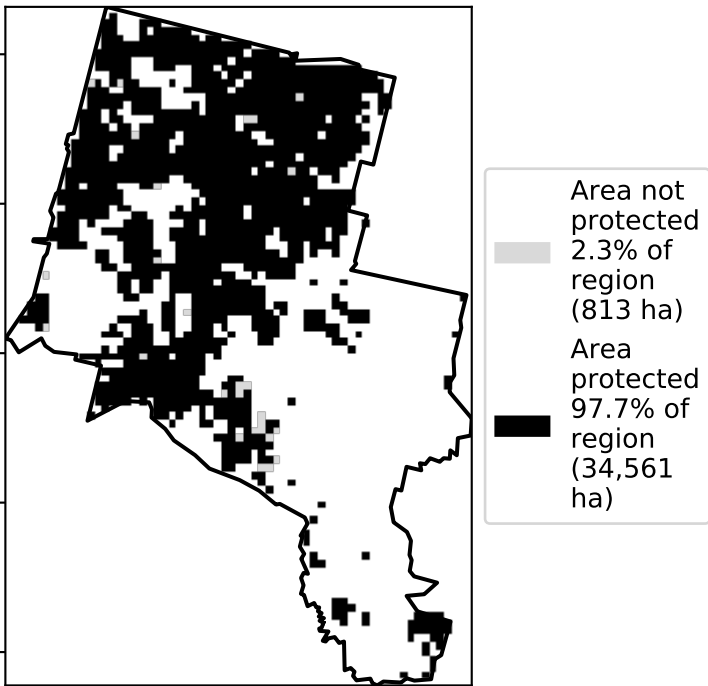 Area not
protected
2.3% of
region
(813 ha)
Area
protected
97.7% of
region
(34,561
ha)